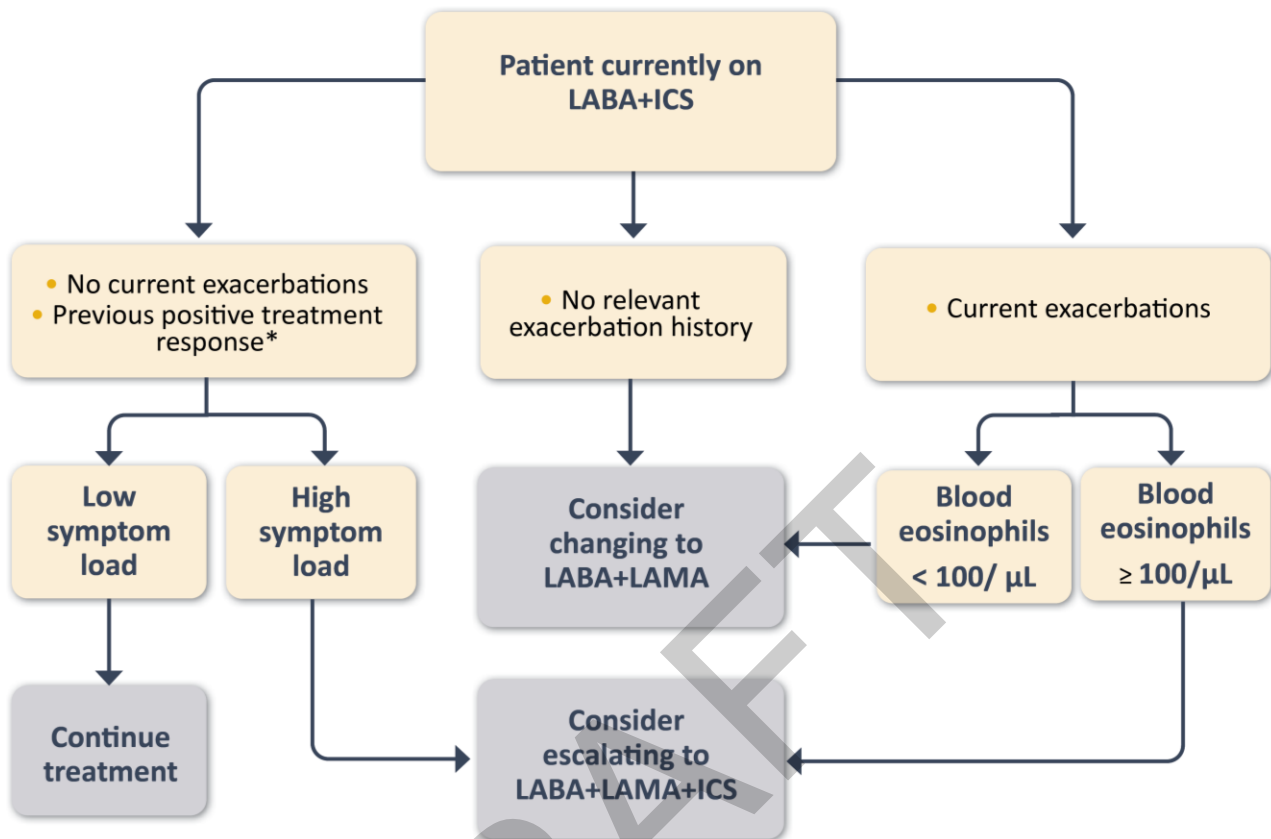 Patient currently on
LABA+ICS
• No current exacerbations
• Previous positive treatment
response*
• No relevant
exacerbation history
• Current exacerbations
Low
symptom
load
High
symptom
load
Consider
changing to
LABA+LAMA
Blood
eosinophils
< 100/ µL
Blood
eosinophils
≥ 100/µL
Continue
treatment
Consider
escalating to
LABA+LAMA+ICS
DRAFT